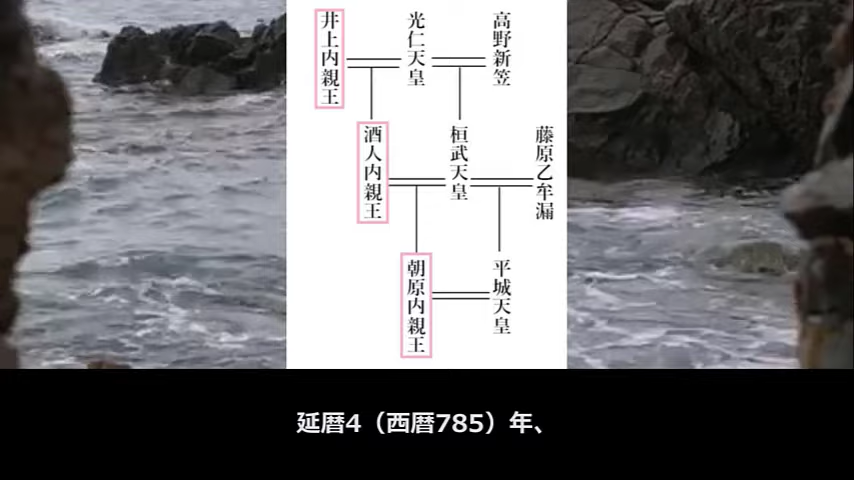 高野新笠
光仁天皇
井上内親王
藤原乙牟漏
桓武天皇
酒人内親王
平城天皇
朝原内親王
延暦4（西暦785）年、